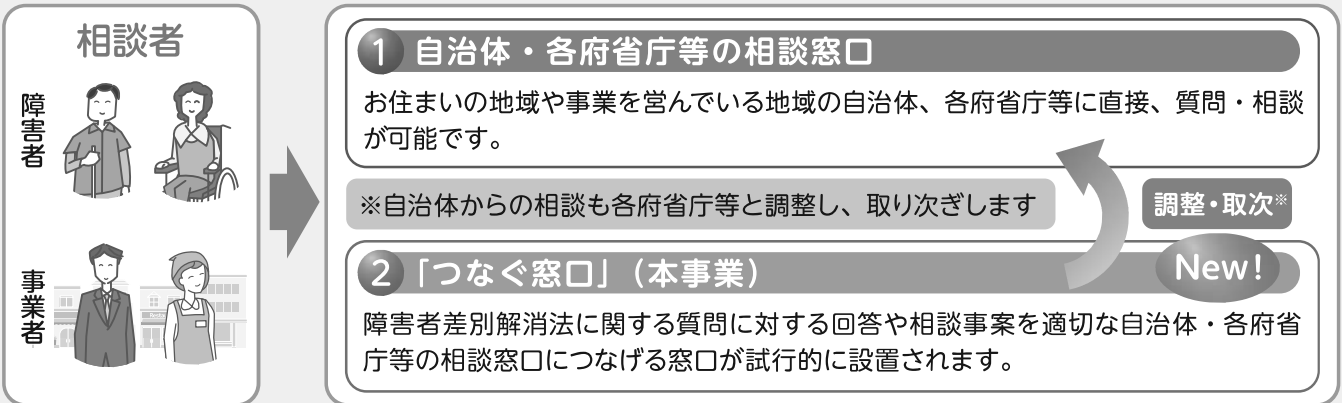 相談者
障害者
事業者
1 自治体・各府省庁等の相談窓口
お住まいの地域や事業を営んでいる地域の自治体、各府省庁等に直接、質問・相談
が可能です。
※自治体からの相談も各府省庁等と調整し、取り次ぎします
調整・取次※
2 「つなぐ窓口」（本事業）
New!
障害者差別解消法に関する質問に対する回答や相談事案を適切な自治体・各府省
庁等の相談窓口につなげる窓口が試行的に設置されます。